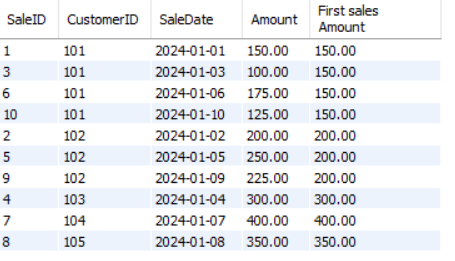 SaleID CustomerID SaleDate Amount First sales Amount
1 101 2024-01-01 150.00 150.00
3 101 2024-01-03 100.00 150.00
6 101 2024-01-06 175.00 150.00
10 101 2024-01-10 125.00 150.00
2 102 2024-01-02 200.00 200.00
5 102 2024-01-05 250.00 200.00
9 102 2024-01-09 225.00 200.00
4 103 2024-01-04 300.00 300.00
7 104 2024-01-07 400.00 400.00
8 105 2024-01-08 350.00 350.00